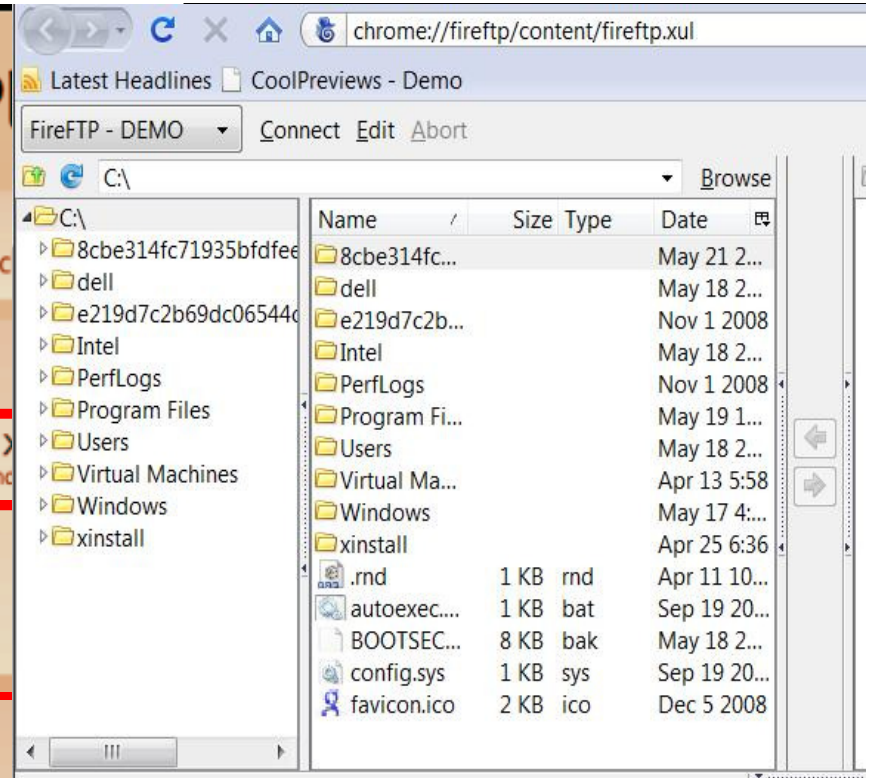 chrome://fireftp/content/fireftp.xul
Latest Headlines CoolPreviews - Demo
FireFTP - DEMO Connect Edit Abort
C:\ Browse
C:\
8cbe314fc71935bfdfee
dell
e219d7c2b69dc06544c
Intel
PerfLogs
Program Files
Users
Virtual Machines
Windows
xinstall
Name Size Type Date
8cbe314fc... May 21 2...
dell May 18 2...
e219d7c2b... Nov 1 2008
Intel May 18 2...
PerfLogs Nov 1 2008
Program Fi... May 19 1...
Users May 18 2...
Virtual Ma... Apr 13 5:58
Windows May 17 4:...
xinstall Apr 25 6:36
.rnd 1 KB rnd Apr 11 10...
autoexec.... 1 KB bat Sep 19 20...
BOOTSEC... 8 KB bak May 18 2...
config.sys 1 KB sys Sep 19 20...
favicon.ico 2 KB ico Dec 5 2008